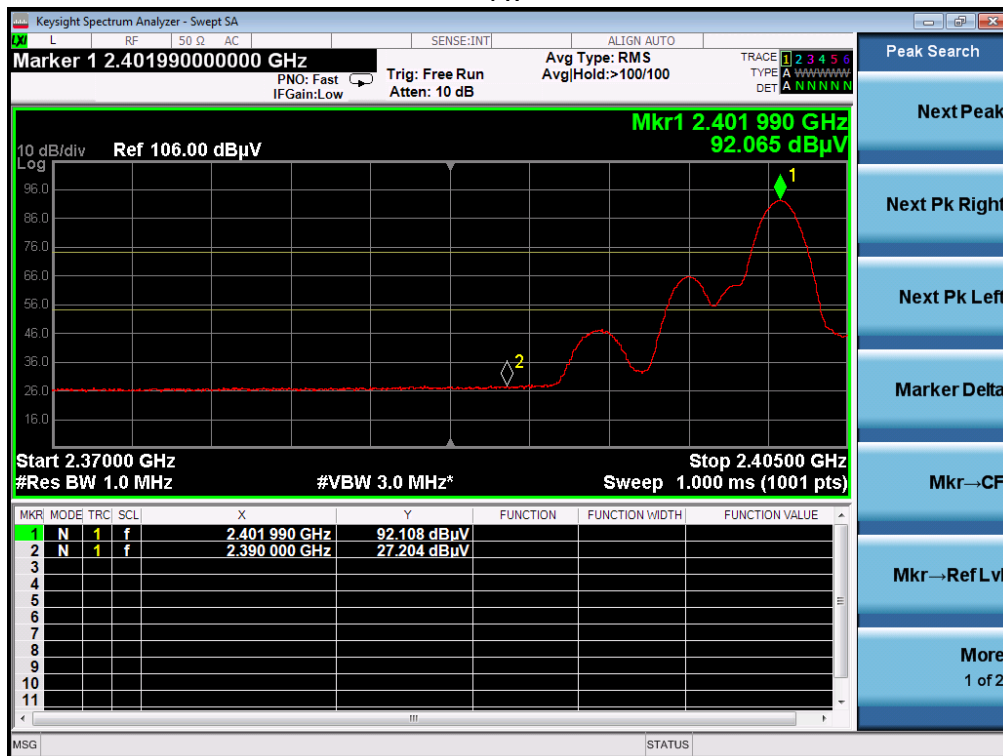 Keysight Spectrum Analyzer - Swept SA
LXI L RF 50 Ω AC SENSE:INT ALIGN AUTO
Marker 1 2.401990000000 GHz
PNO: Fast
IFGain:Low
Trig: Free Run
Atten: 10 dB
Avg Type: RMS
Avg|Hold:>100/100
TRACE 1 2 3 4 5 6
TYPE A WWWWW
DET A N N N N N
Mkr1 2.401 990 GHz
92.065 dBµV
10 dB/div Ref 106.00 dBµV
Log
96.0
86.0
76.0
66.0
56.0
46.0
36.0
26.0
16.0
1
2
Start 2.37000 GHz Stop 2.40500 GHz
#Res BW 1.0 MHz #VBW 3.0 MHz* Sweep 1.000 ms (1001 pts)
MKR MODE TRC SCL X Y FUNCTION FUNCTION WIDTH FUNCTION VALUE
1 N 1 f 2.401 990 GHz 92.108 dBµV
2 N 1 f 2.390 000 GHz 27.204 dBµV
3
4
5
6
7
8
9
10
11
MSG STATUS
Peak Search
Next Peak
Next Pk Right
Next Pk Left
Marker Delta
Mkr→CF
Mkr→Ref Lvl
More
1 of 2